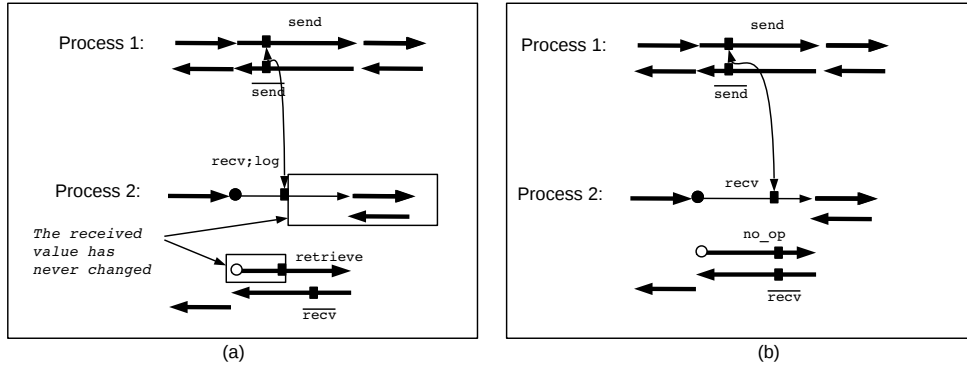 send
Process 1:
send
recv;log
Process 2:
The received
value has
never changed
retrieve
recv
(a)
send
Process 1:
send
recv
Process 2:
no_op
recv
(b)